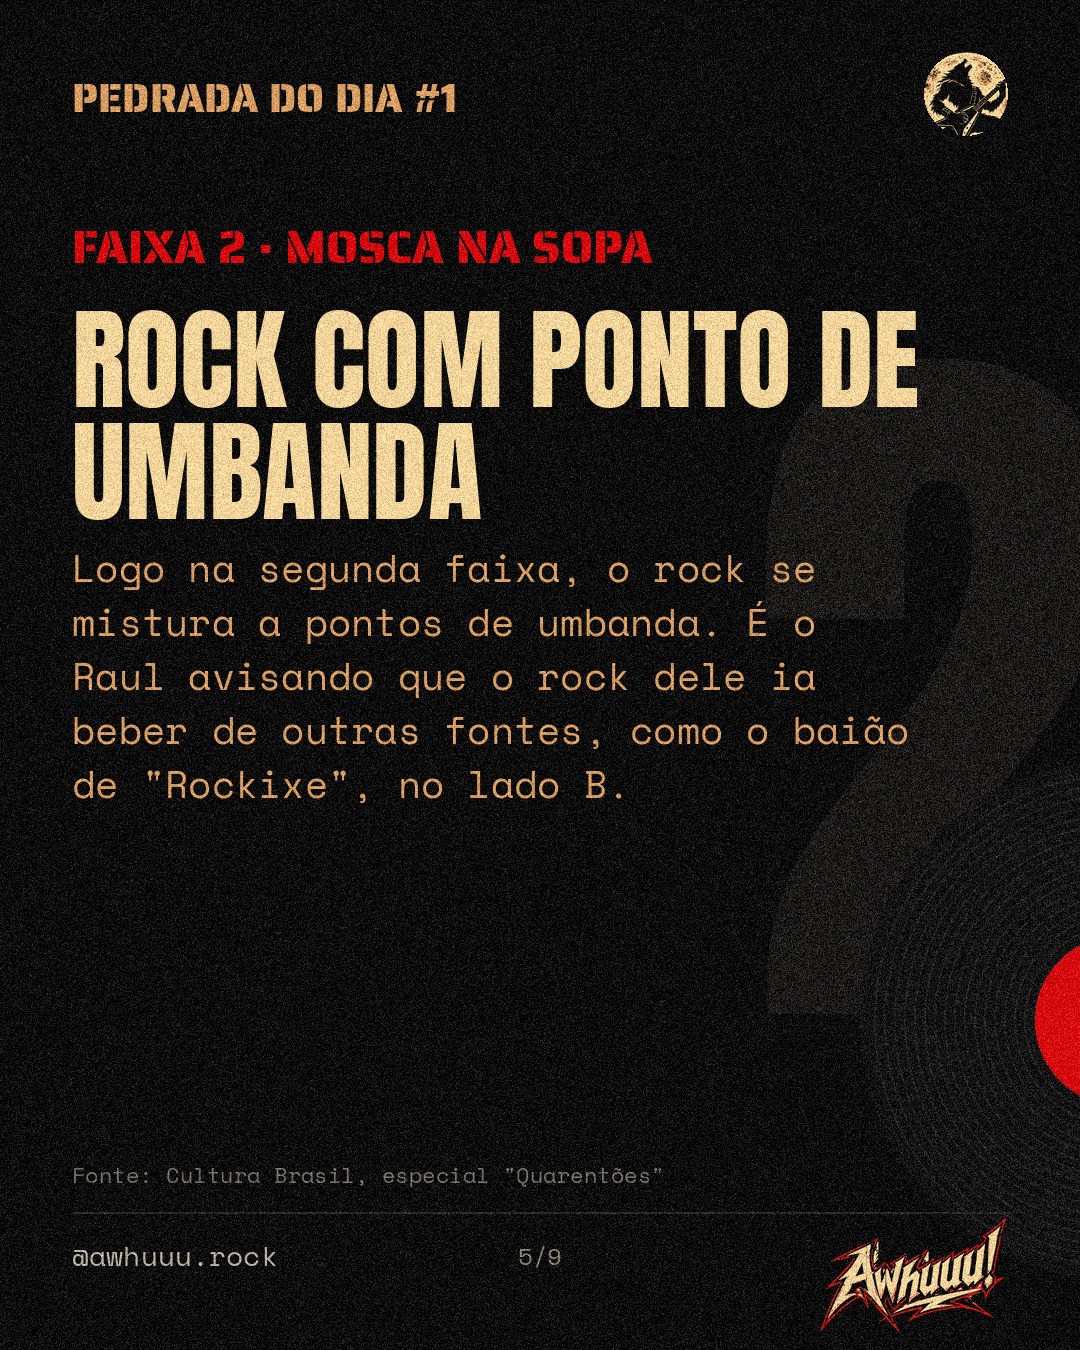 PEDRADA DO DIA #1
FAIXA 2 · MOSCA NA SOPA
ROCK COM PONTO DE
UMBANDA
Logo na segunda faixa, o rock se
mistura a pontos de umbanda. É o
Raul avisando que o rock dele ia
beber de outras fontes, como o baião
de "Rockixe", no lado B.
2
Fonte: Cultura Brasil, especial "Quarentões"
@awhuuu.rock
5/9
Awhuuu!